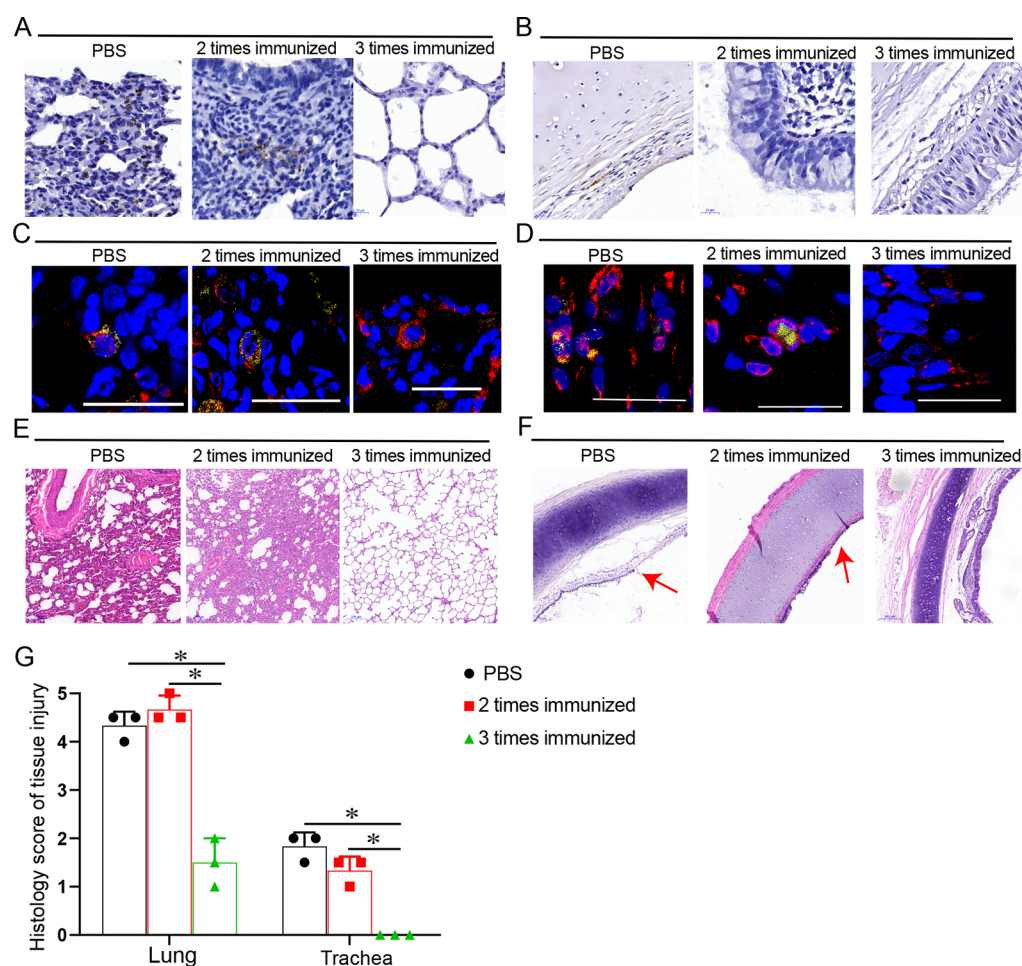 A
PBS
2 times immunized
3 times immunized
B
PBS
2 times immunized
3 times immunized
C
PBS
2 times immunized
3 times immunized
D
PBS
2 times immunized
3 times immunized
E
PBS
2 times immunized
3 times immunized
F
PBS
2 times immunized
3 times immunized
G
Histology score of tissue injury
5
4
3
2
1
0
*
*
*
*
Lung
Trachea
PBS
2 times immunized
3 times immunized